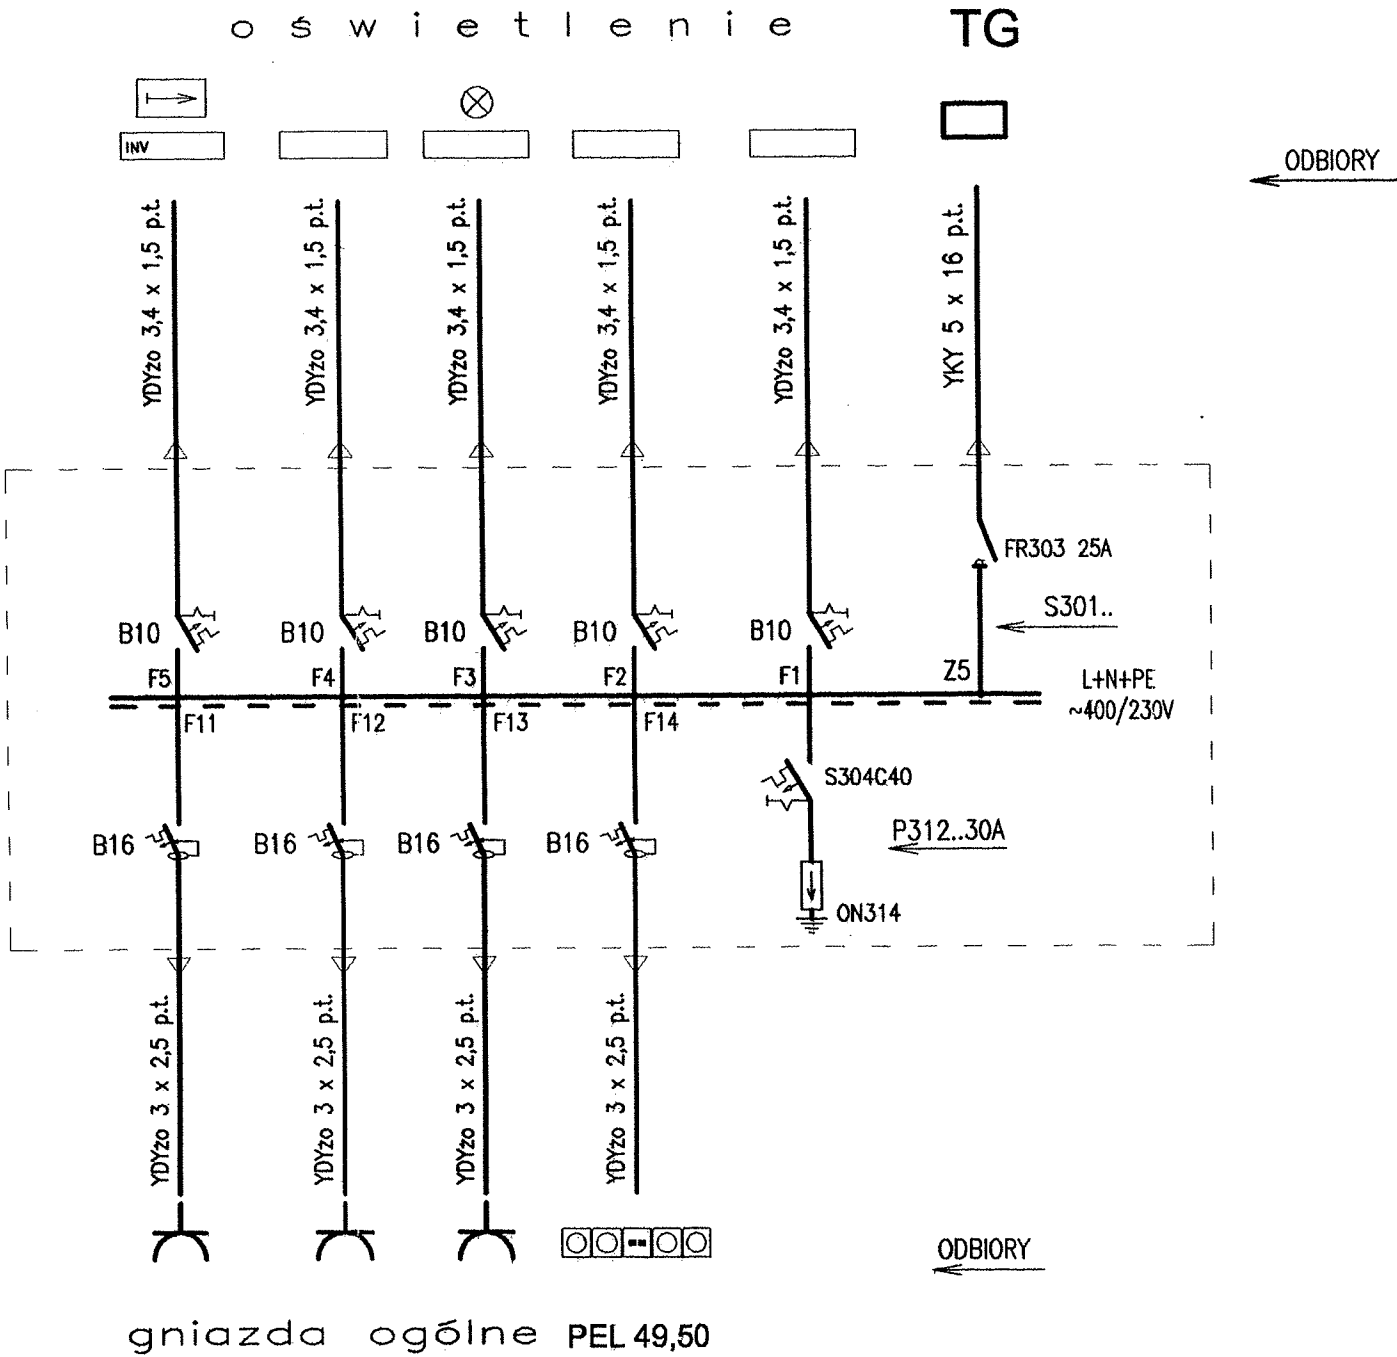 oświetlenie TG
INV
ODBIORY
YDYżo 3,4 x 1,5 p.t.
YDYżo 3,4 x 1,5 p.t.
YDYżo 3,4 x 1,5 p.t.
YDYżo 3,4 x 1,5 p.t.
YDYżo 3,4 x 1,5 p.t.
YKY 5 x 16 p.t.
FR303 25A
S301..
B10 B10 B10 B10 B10
F5 F4 F3 F2 F1 Z5
L+N+PE
~400/230V
F11 F12 F13 F14
S304C40
P312..30A
B16 B16 B16 B16
ON314
YDYżo 3 x 2,5 p.t.
YDYżo 3 x 2,5 p.t.
YDYżo 3 x 2,5 p.t.
YDYżo 3 x 2,5 p.t.
ODBIORY
gniazda ogólne PEL 49,50